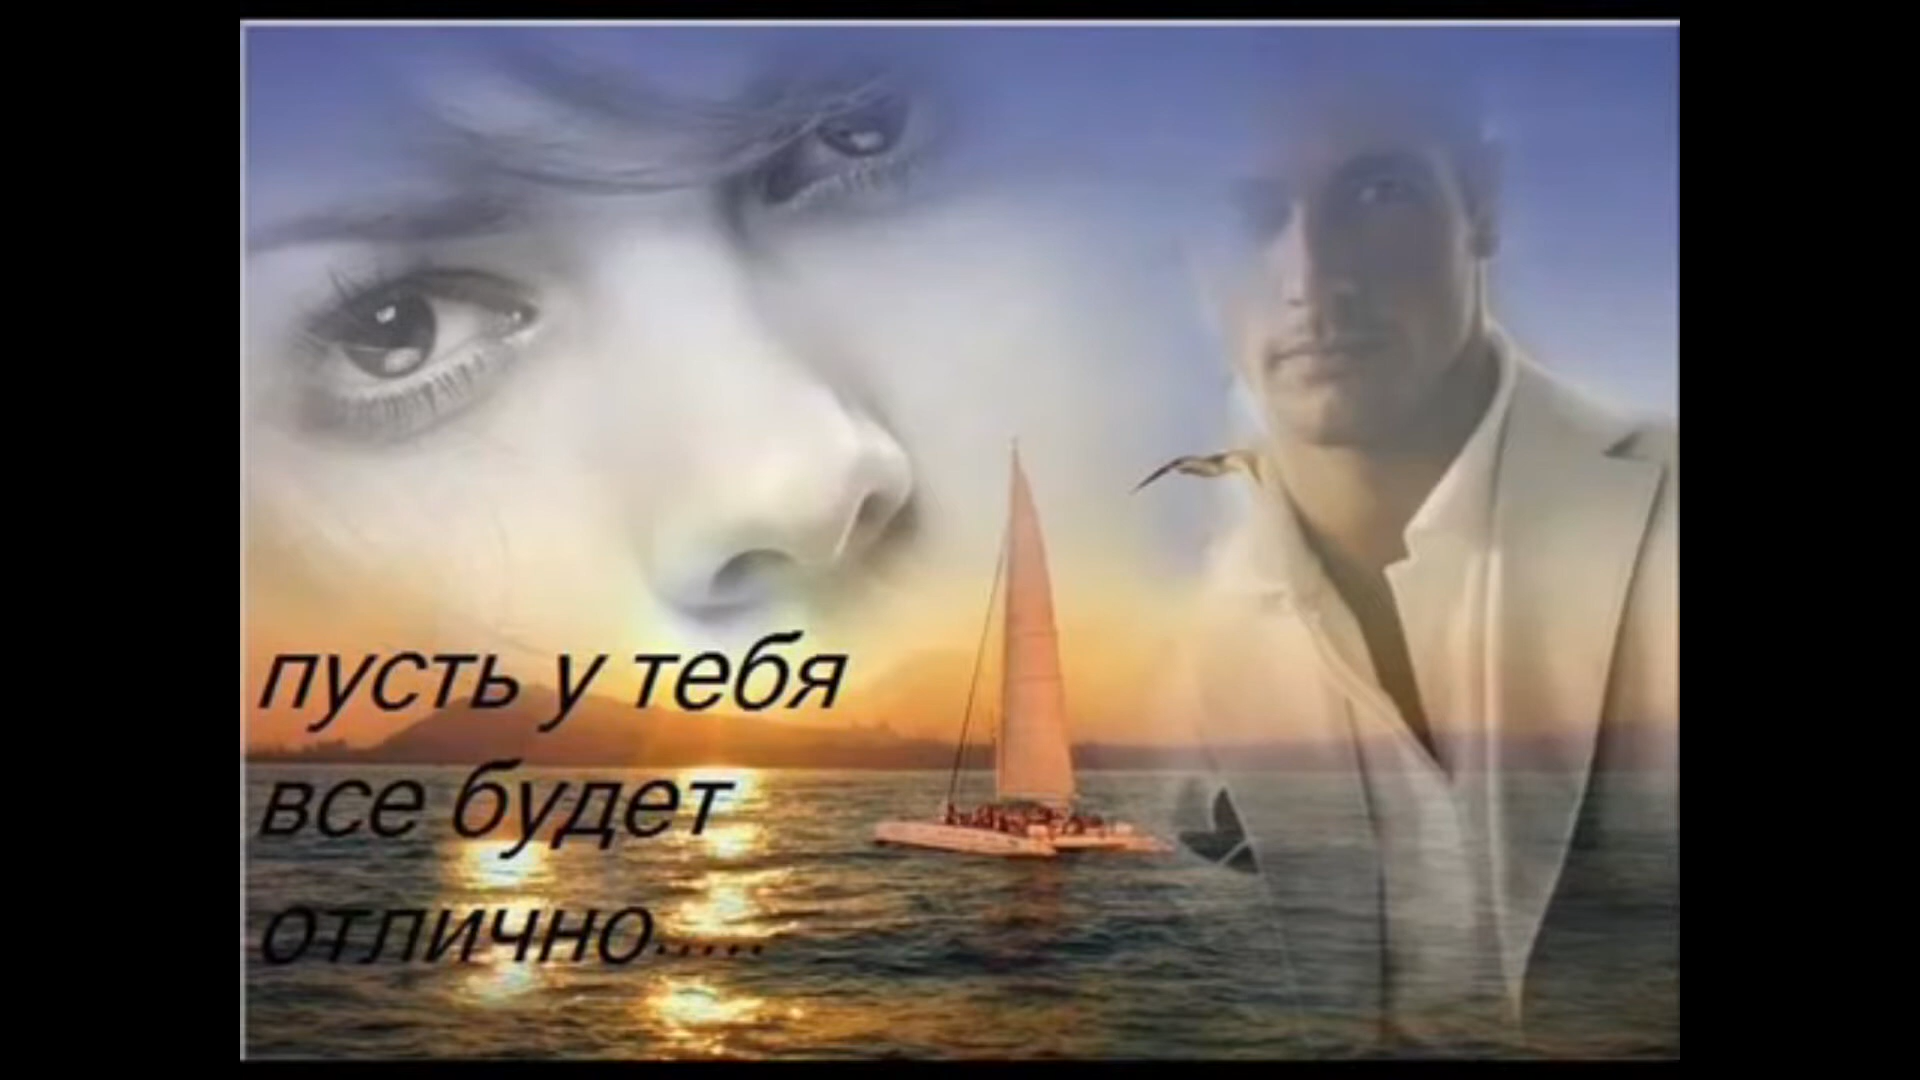 пусть у тебя
все будет
отлично.....